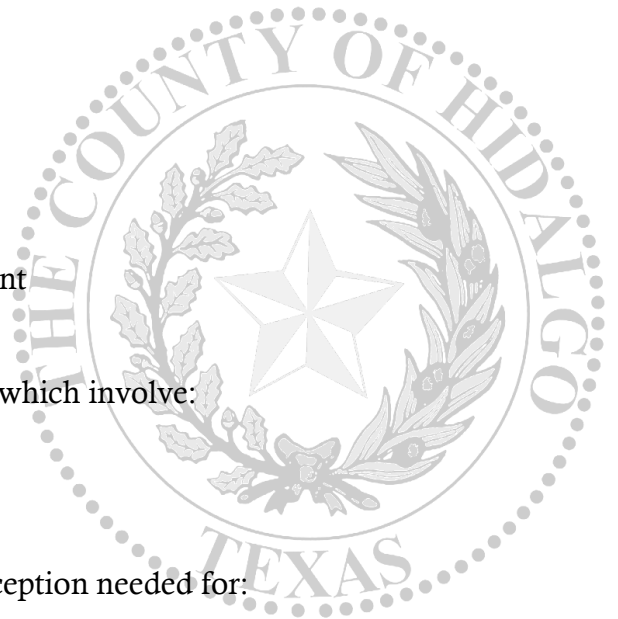 THE COUNTY OF HIDALGO
nt
which involve:
ception needed for:
TEXAS